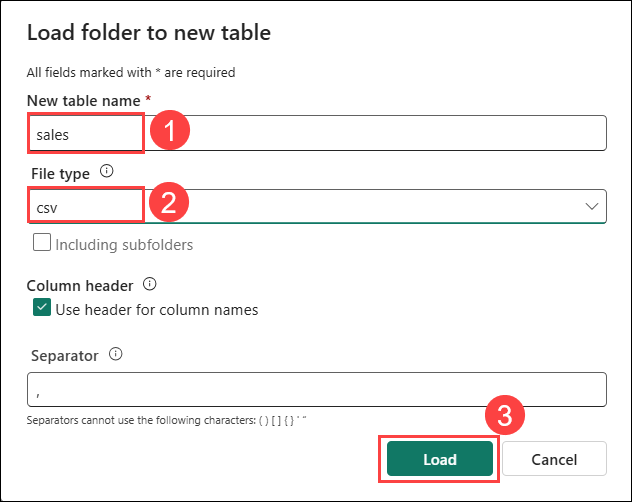 Load folder to new table
All fields marked with * are required
New table name *
sales
1
File type
csv
2
Including subfolders
Column header
Use header for column names
Separator
,
Separators cannot use the following characters: ( ) [ ] { } ' "
3
Load
Cancel